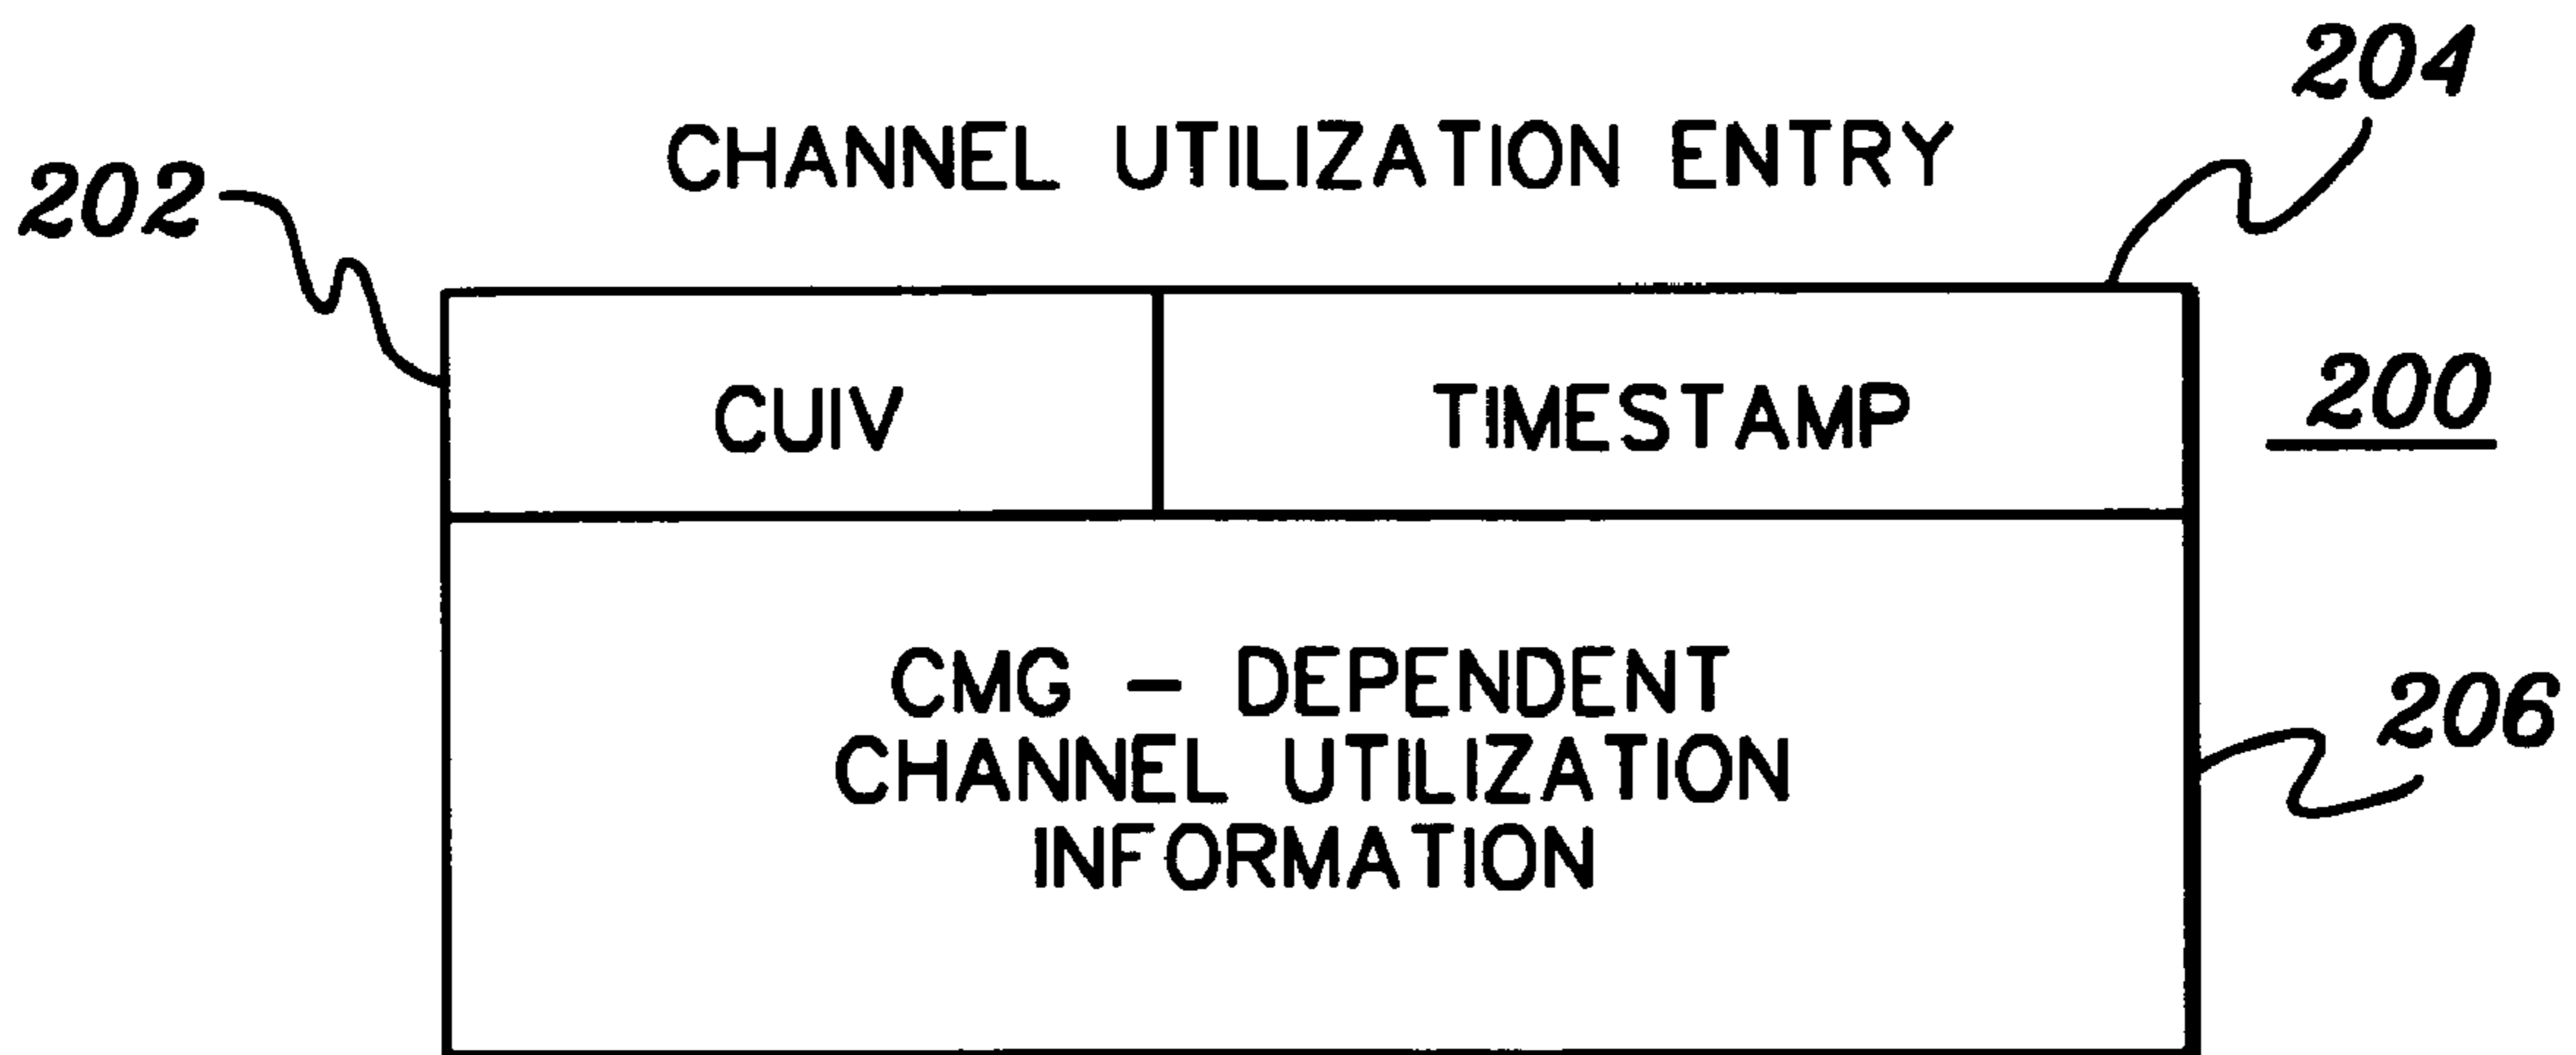 204
CHANNEL UTILIZATION ENTRY
202
CUIV TIMESTAMP
200
CMG - DEPENDENT
CHANNEL UTILIZATION
INFORMATION
206